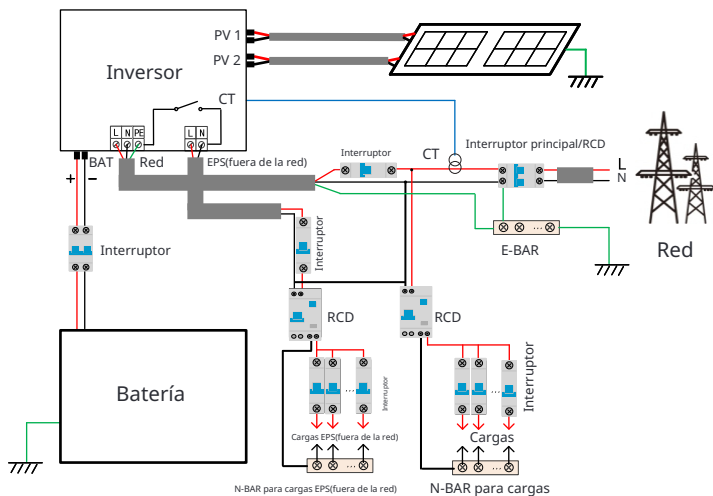 PV 1
PV 2
Inversor
CT
L N PE
L N
BAT
Red
EPS(fuera de la red)
+ −
Interruptor
CT
Interruptor principal/RCD
L
N
Interruptor
Interruptor
E-BAR
Red
RCD
RCD
Batería
Interruptor
Interruptor
Cargas EPS(fuera de la red)
Cargas
N-BAR para cargas EPS(fuera de la red)
N-BAR para cargas